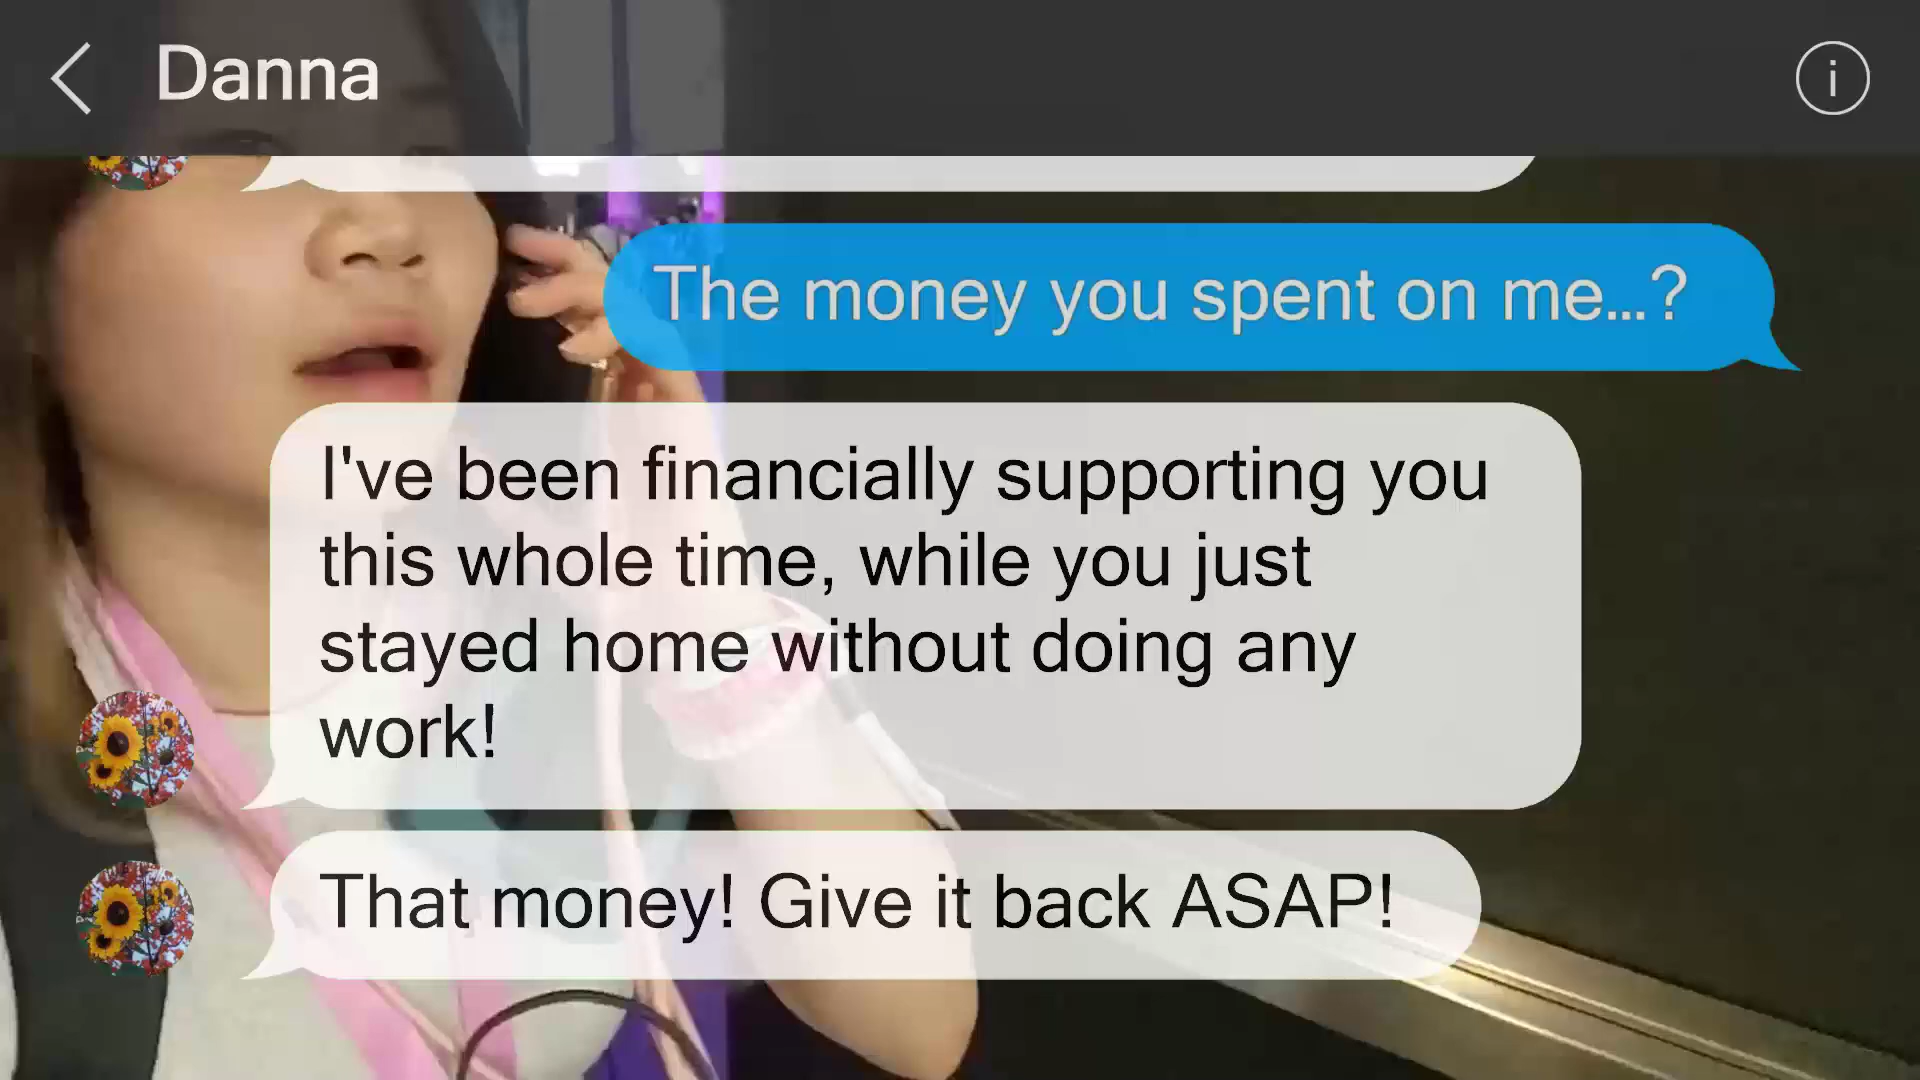 Danna
i
The money you spent on me...?
I've been financially supporting you
this whole time, while you just
stayed home without doing any
work!
That money! Give it back ASAP!